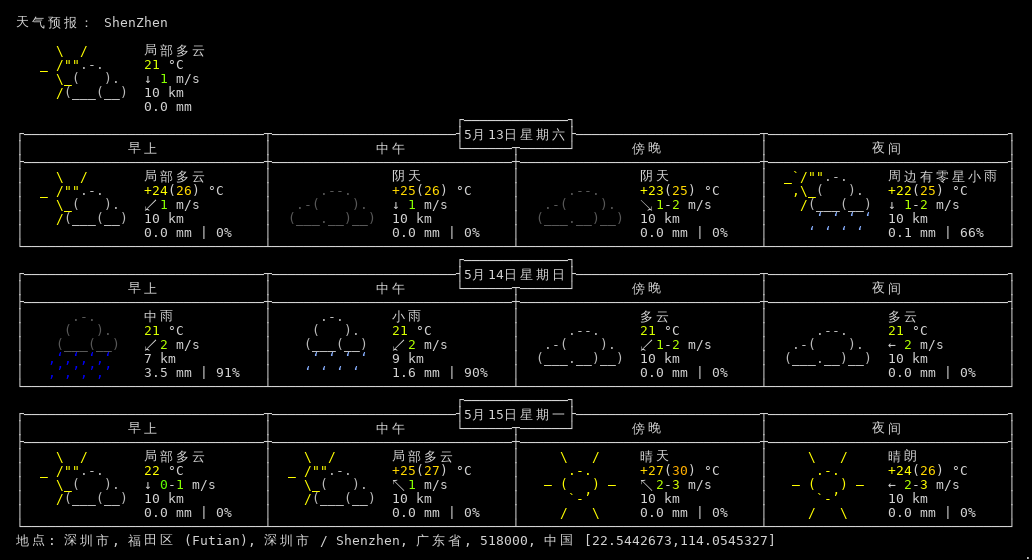 天气预报： ShenZhen
局部多云
21 °C
↓ 1 m/s
10 km
0.0 mm
5月13日星期六
早上 中午 傍晚 夜间
局部多云 阴天 阴天 周边有零星小雨
+24(26) °C +25(26) °C +23(25) °C +22(25) °C
↙ 1 m/s ↓ 1 m/s ↘ 1-2 m/s ↓ 1-2 m/s
10 km 10 km 10 km 10 km
0.0 mm | 0% 0.0 mm | 0% 0.0 mm | 0% 0.1 mm | 66%
5月14日星期日
早上 中午 傍晚 夜间
中雨 小雨 多云 多云
21 °C 21 °C 21 °C 21 °C
↙ 2 m/s ↙ 2 m/s ↙ 1-2 m/s ← 2 m/s
7 km 9 km 10 km 10 km
3.5 mm | 91% 1.6 mm | 90% 0.0 mm | 0% 0.0 mm | 0%
5月15日星期一
早上 中午 傍晚 夜间
局部多云 局部多云 晴天 晴朗
22 °C +25(27) °C +27(30) °C +24(26) °C
↓ 0-1 m/s ↖ 1 m/s ↖ 2-3 m/s ← 2-3 m/s
10 km 10 km 10 km 10 km
0.0 mm | 0% 0.0 mm | 0% 0.0 mm | 0% 0.0 mm | 0%
地点: 深圳市, 福田区 (Futian), 深圳市 / Shenzhen, 广东省, 518000, 中国 [22.5442673,114.0545327]